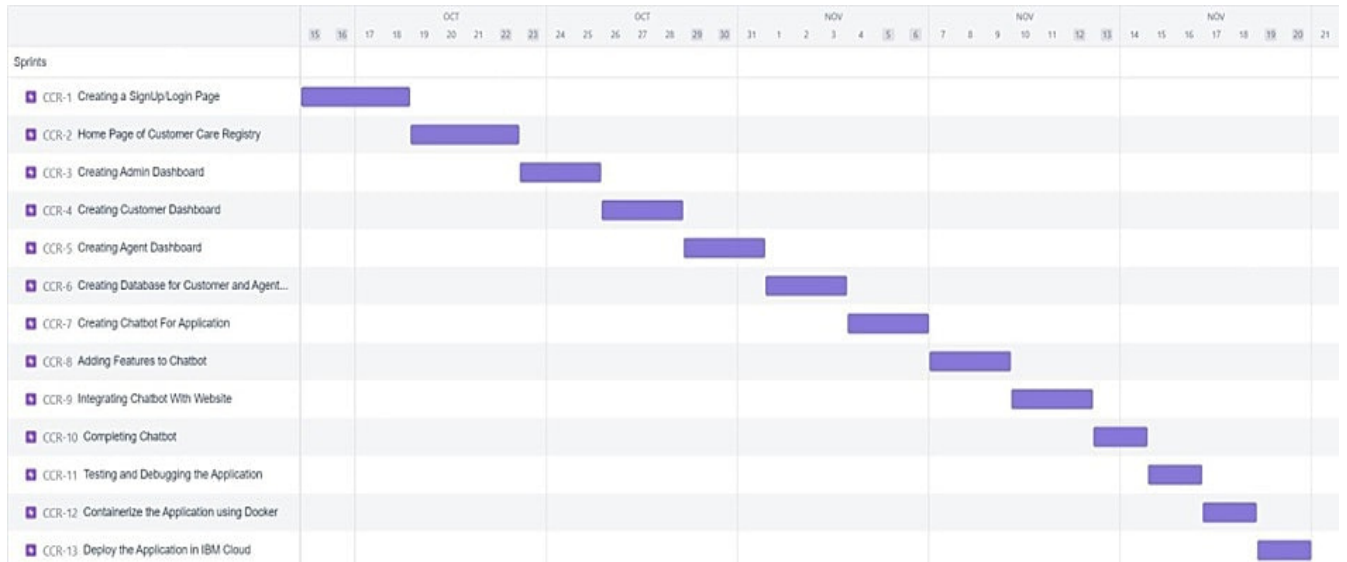 OCT OCT NOV NOV NOV
15 16 17 18 19 20 21 22 23 24 25 26 27 28 29 30 31 1 2 3 4 5 6 7 8 9 10 11 12 13 14 15 16 17 18 19 20 21
Sprints
CCR-1 Creating a SignUp/Login Page
CCR-2 Home Page of Customer Care Registry
CCR-3 Creating Admin Dashboard
CCR-4 Creating Customer Dashboard
CCR-5 Creating Agent Dashboard
CCR-6 Creating Database for Customer and Agent...
CCR-7 Creating Chatbot For Application
CCR-8 Adding Features to Chatbot
CCR-9 Integrating Chatbot With Website
CCR-10 Completing Chatbot
CCR-11 Testing and Debugging the Application
CCR-12 Containerize the Application using Docker
CCR-13 Deploy the Application in IBM Cloud